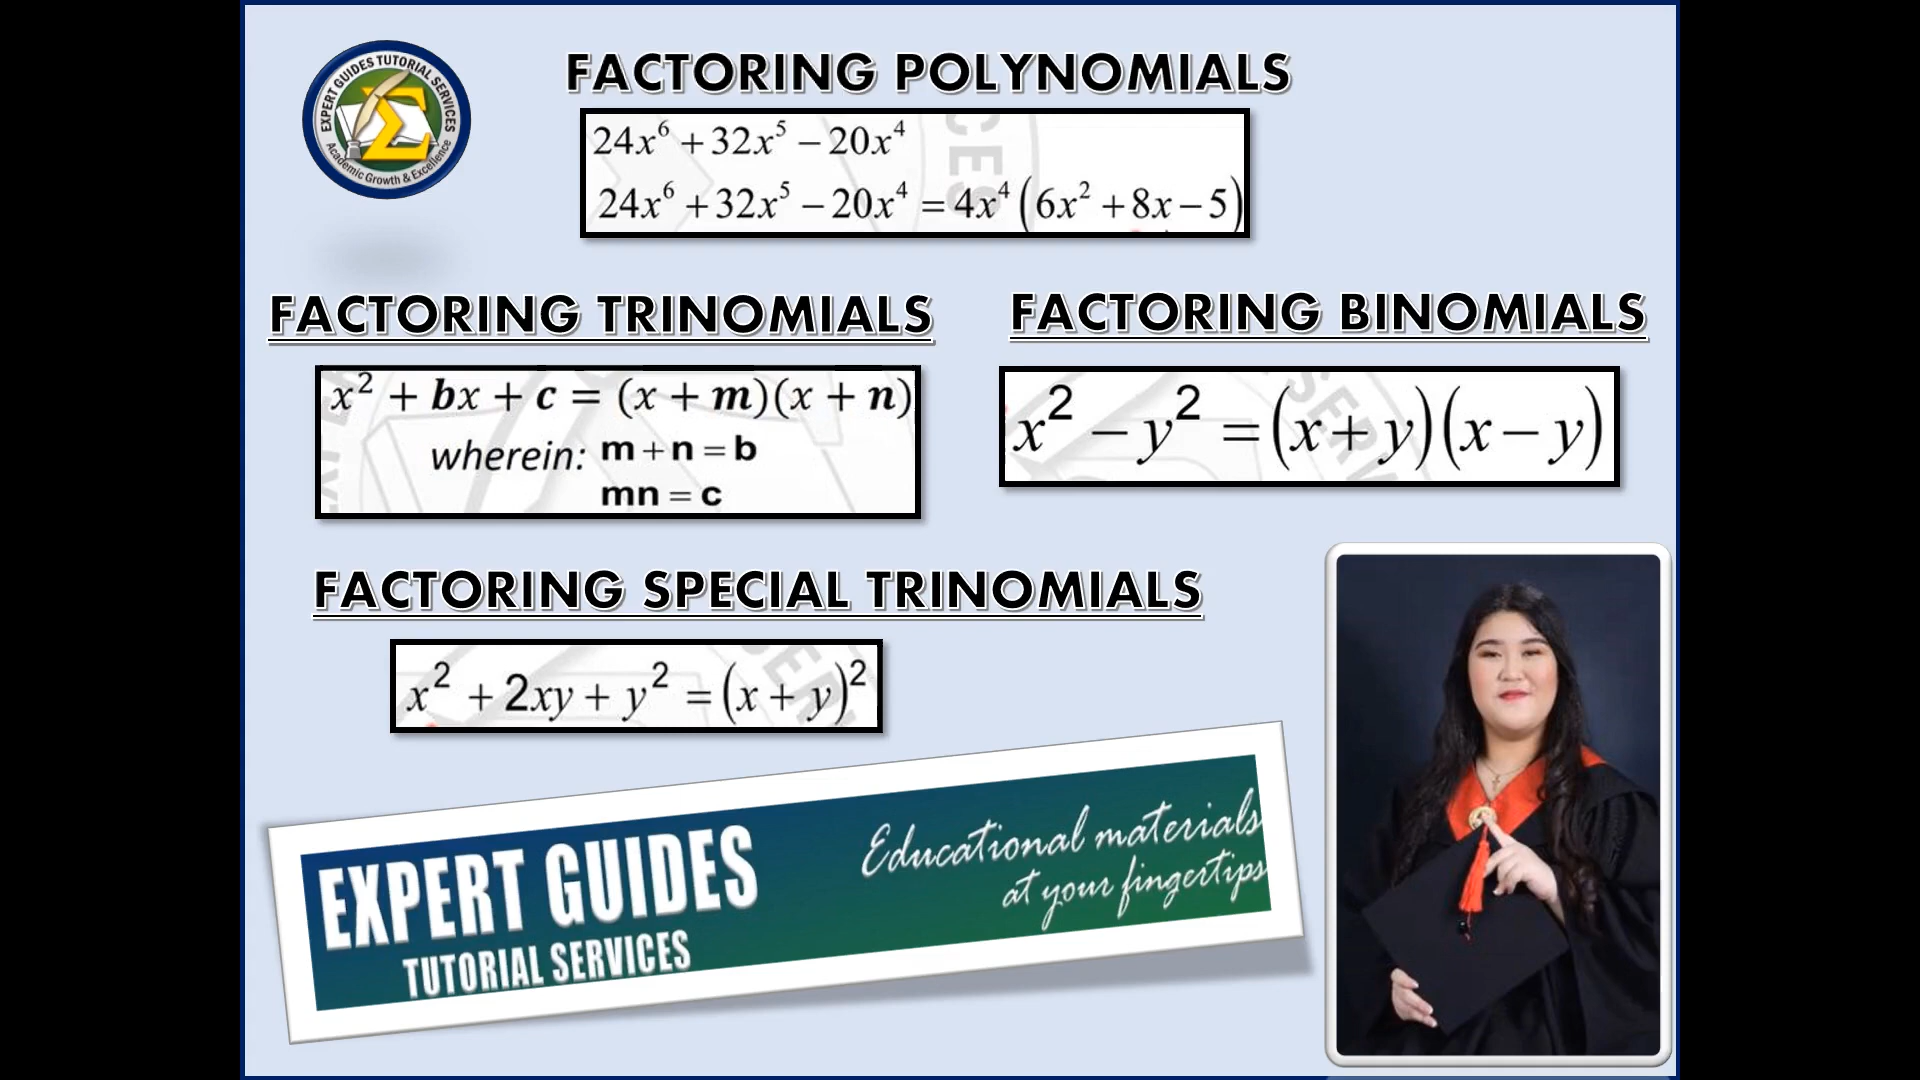 EXPERT GUIDES TUTORIAL SERVICES
Academic Growth & Excellence
FACTORING POLYNOMIALS
24x⁶ + 32x⁵ − 20x⁴
24x⁶ + 32x⁵ − 20x⁴ = 4x⁴ (6x² + 8x − 5)
CES
FACTORING TRINOMIALS
x² + bx + c = (x + m)(x + n)
wherein: m + n = b
mn = c
FACTORING BINOMIALS
x² − y² = (x + y)(x − y)
SERV
FACTORING SPECIAL TRINOMIALS
x² + 2xy + y² = (x + y)²
EXPERT GUIDES
TUTORIAL SERVICES
Educational materials
at your fingertips